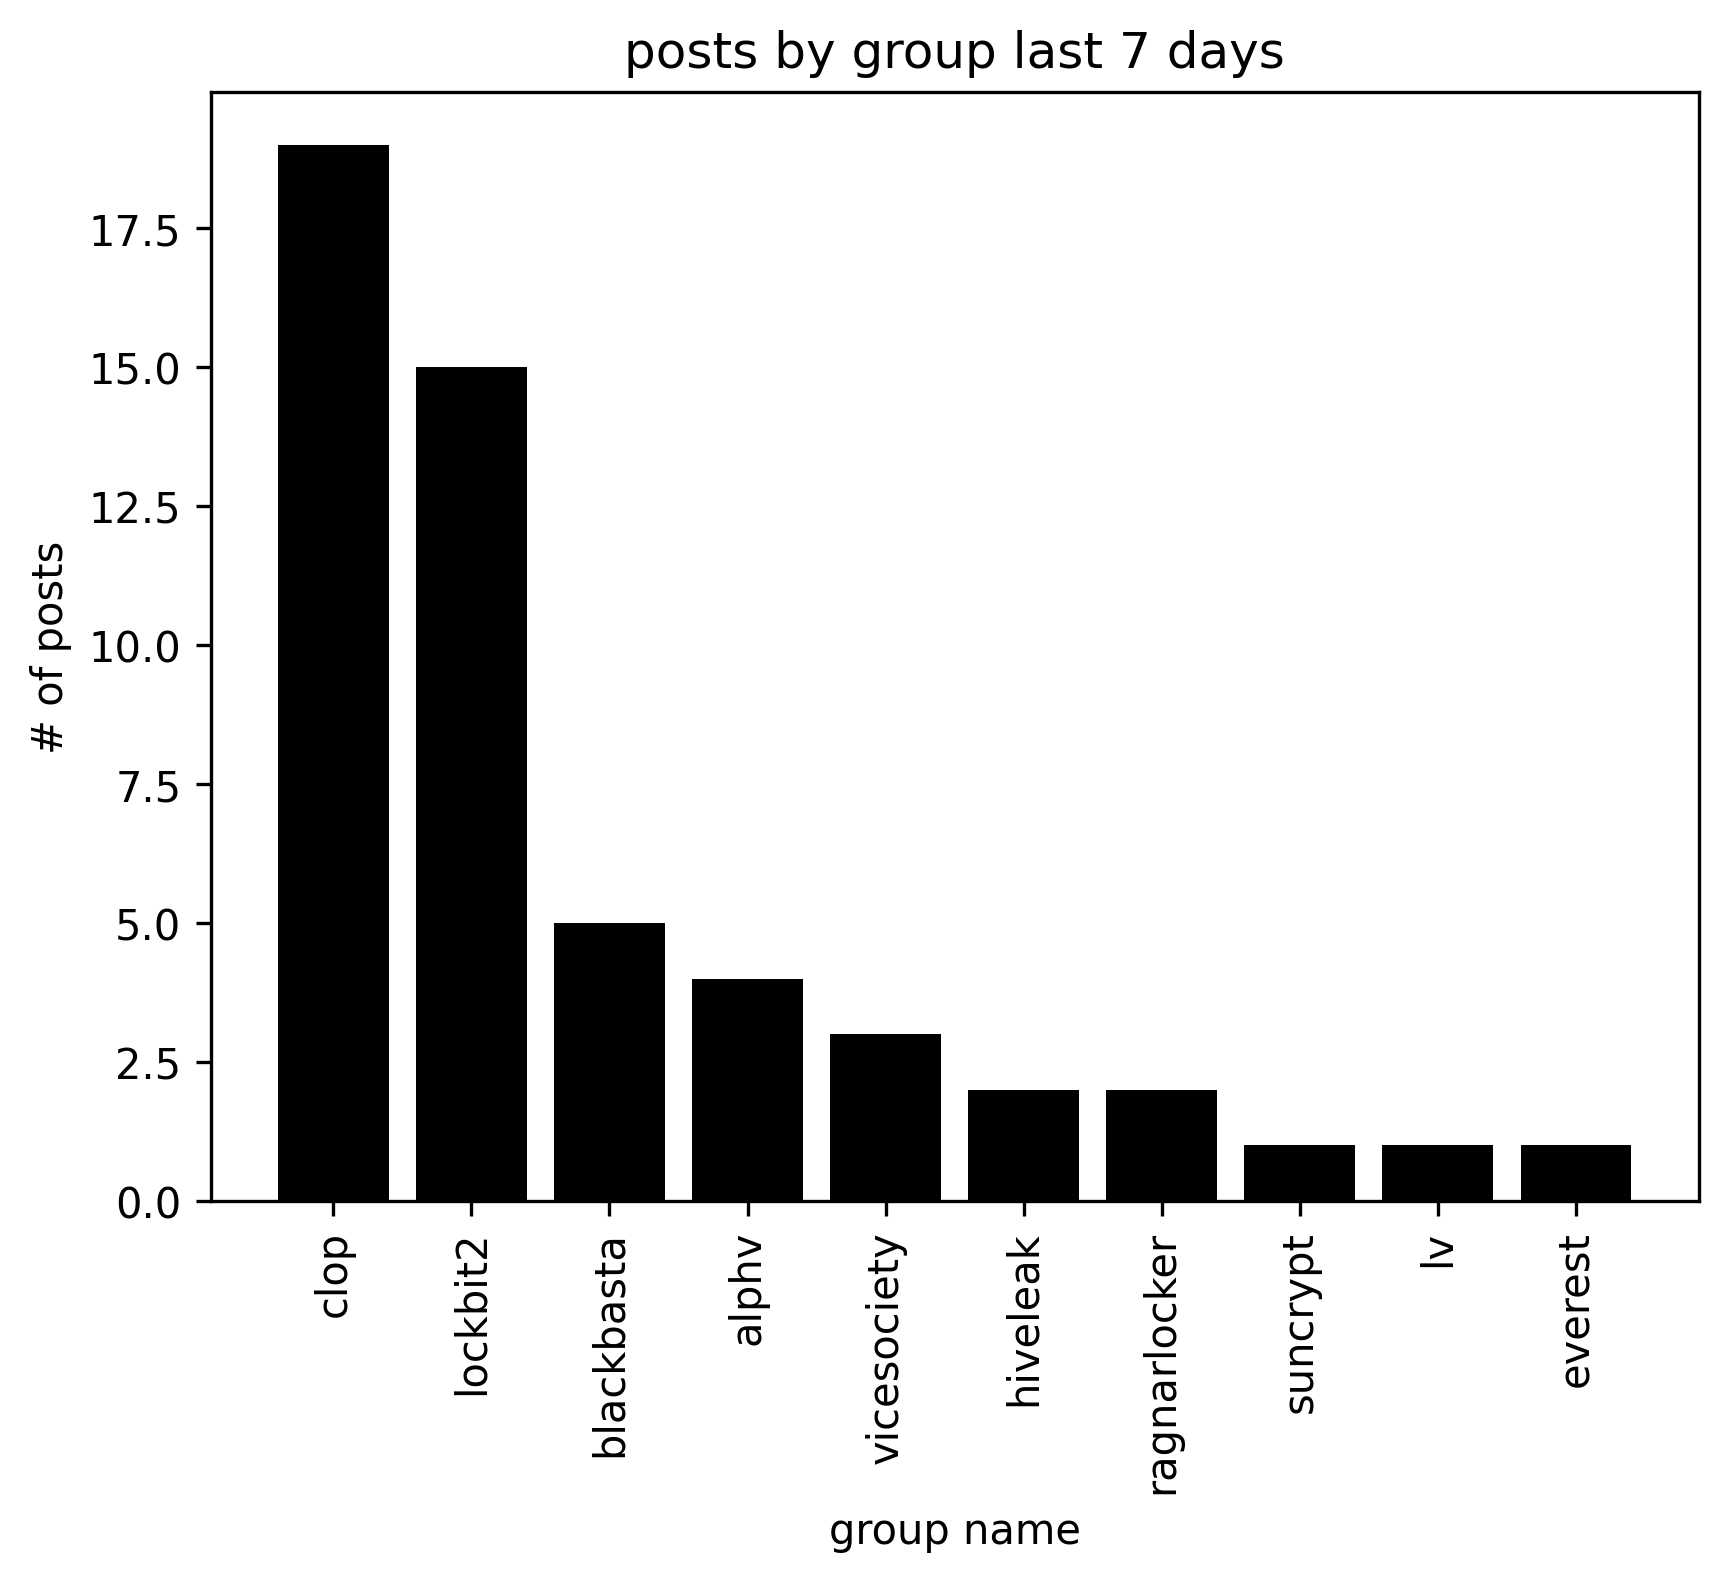 posts by group last 7 days
# of posts
17.5
15.0
12.5
10.0
7.5
5.0
2.5
0.0
clop
lockbit2
blackbasta
alphv
vicesociety
hiveleak
ragnarlocker
suncrypt
lv
everest
group name